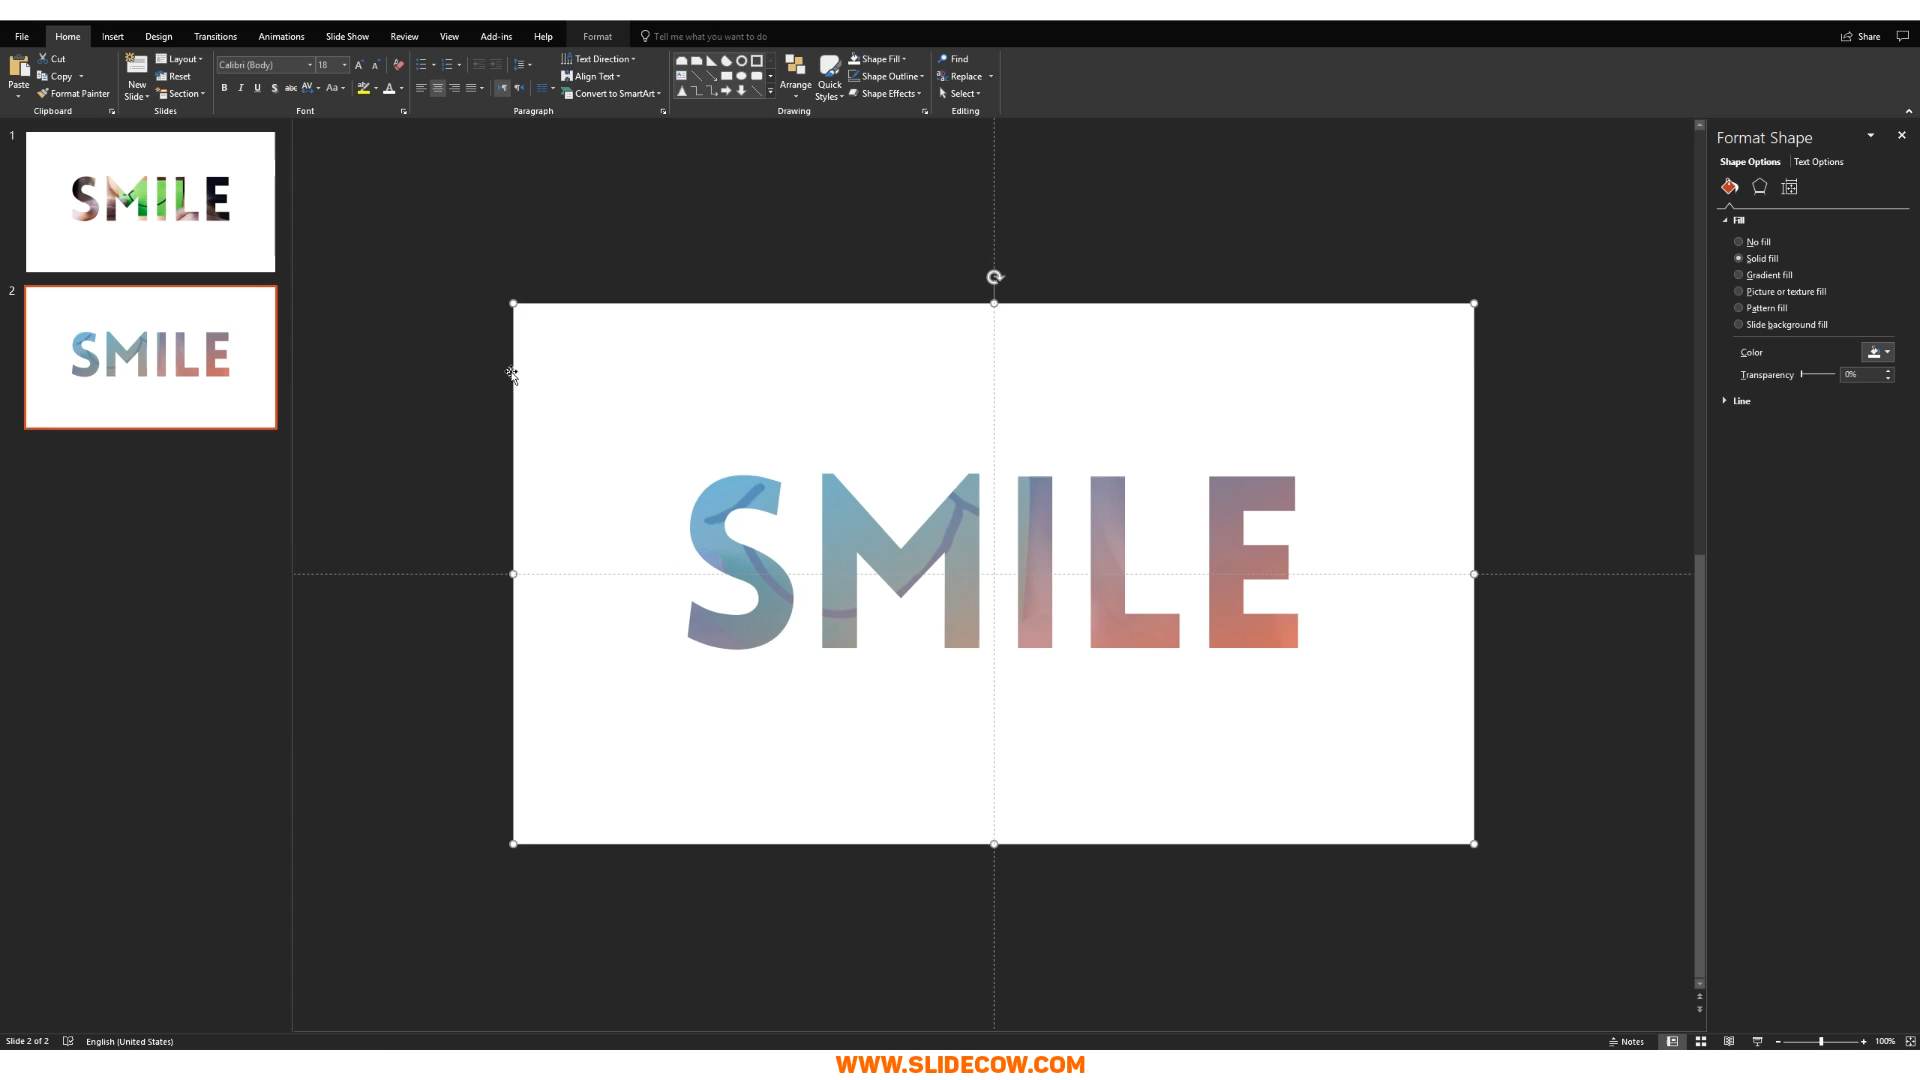 File Home Insert Design Transitions Animations Slide Show Review View Add-ins Help Format Tell me what you want to do Share
Paste Cut Copy Format Painter Clipboard
New Slide Layout Reset Section Slides
Calibri (Body) 18 B I U S abc AV Aa A Font
Text Direction Align Text Convert to SmartArt Paragraph
Arrange Quick Styles Shape Fill Shape Outline Shape Effects Drawing
Find Replace Select Editing
1
SMILE
2
SMILE
SMILE
Format Shape
Shape Options Text Options
Fill
No fill
Solid fill
Gradient fill
Picture or texture fill
Pattern fill
Slide background fill
Color
Transparency 0%
Line
Slide 2 of 2 English (United States) Notes 100%
WWW.SLIDECOW.COM